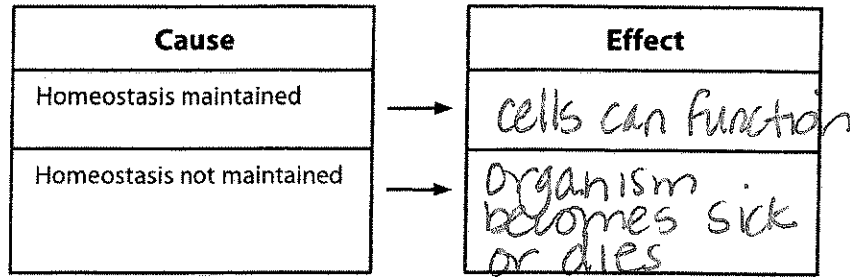 Cause
Effect
Homeostasis maintained
cells can function
Homeostasis not maintained
organism
becomes sick
or dies